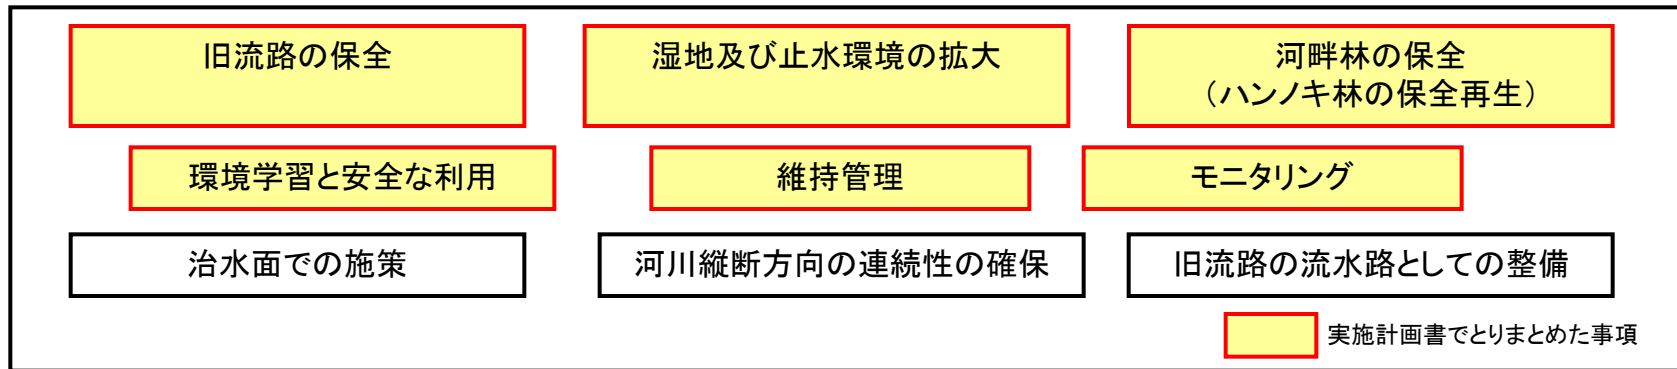 旧流路の保全
湿地及び止水環境の拡大
河畔林の保全
（ハンノキ林の保全再生）
環境学習と安全な利用
維持管理
モニタリング
治水面での施策
河川縦断方向の連続性の確保
旧流路の流水路としての整備
実施計画書でとりまとめた事項